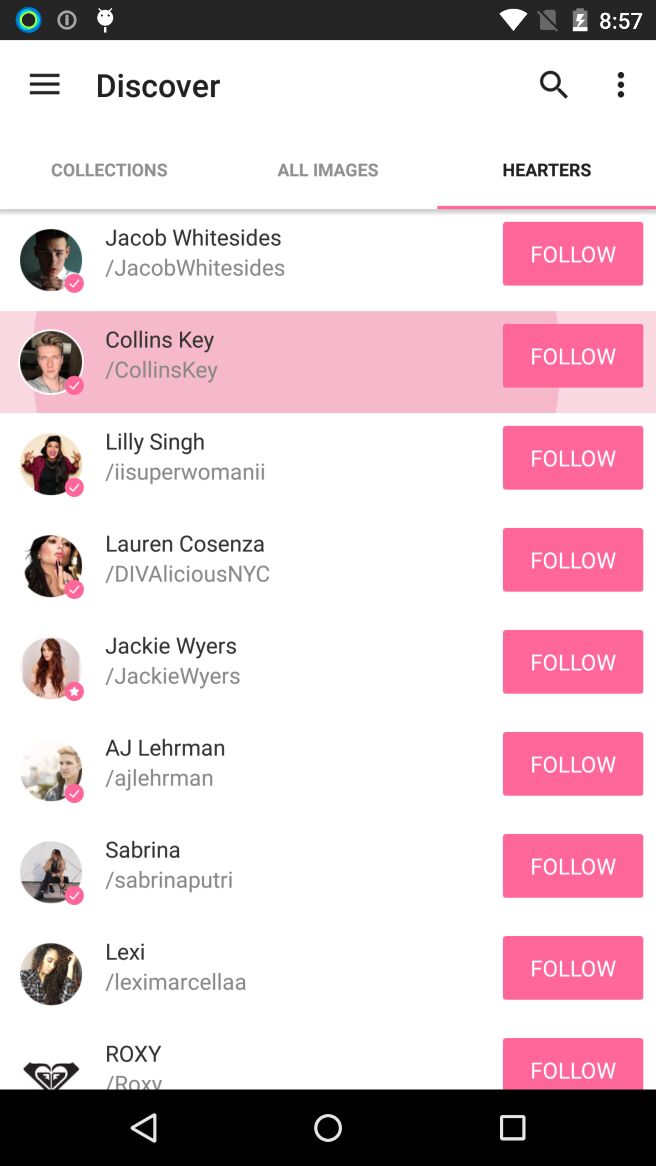 8:57
Discover
COLLECTIONS
ALL IMAGES
HEARTERS
Jacob Whitesides
/JacobWhitesides
FOLLOW
Collins Key
/CollinsKey
FOLLOW
Lilly Singh
/iisuperwomanii
FOLLOW
Lauren Cosenza
/DIVAliciousNYC
FOLLOW
Jackie Wyers
/JackieWyers
FOLLOW
AJ Lehrman
/ajlehrman
FOLLOW
Sabrina
/sabrinaputri
FOLLOW
Lexi
/leximarcellaa
FOLLOW
ROXY
/Roxy
FOLLOW